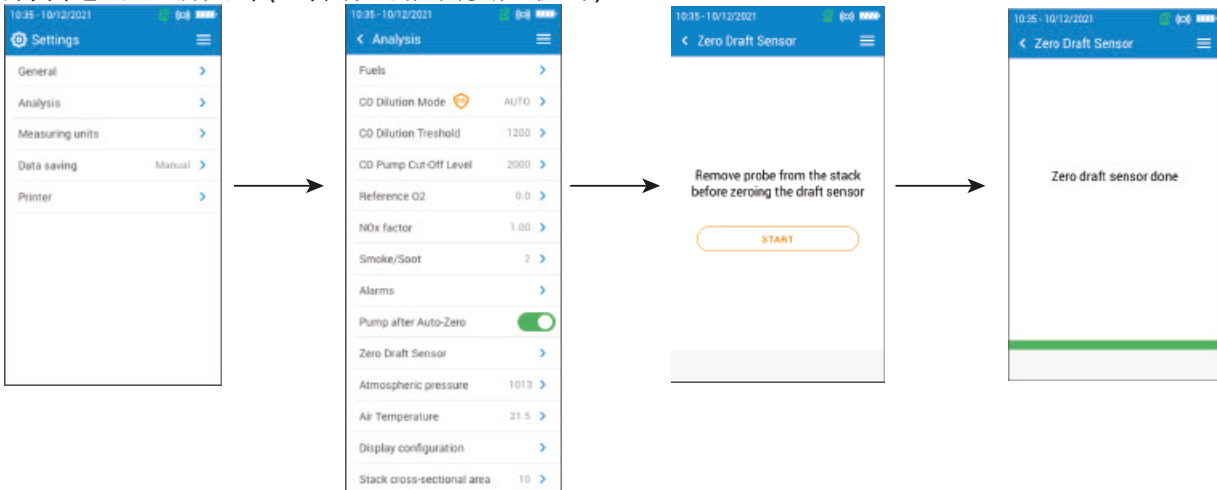 10:35 - 10/12/2021
Settings
General
Analysis
Measuring units
Data saving Manual
Printer
10:35 - 10/12/2021
Analysis
Fuels
CO Dilution Mode AUTO
CO Dilution Treshold 1200
CO Pump Cut-Off Level 2000
Reference O2 0.0
NOx factor 1.00
Smoke/Soot 2
Alarms
Pump after Auto-Zero
Zero Draft Sensor
Atmospheric pressure 1013
Air Temperature 21.5
Display configuration
Stack cross-sectional area 10
10:35 - 10/12/2021
Zero Draft Sensor
Remove probe from the stack
before zeroing the draft sensor
START
10:35 - 10/12/2021
Zero Draft Sensor
Zero draft sensor done